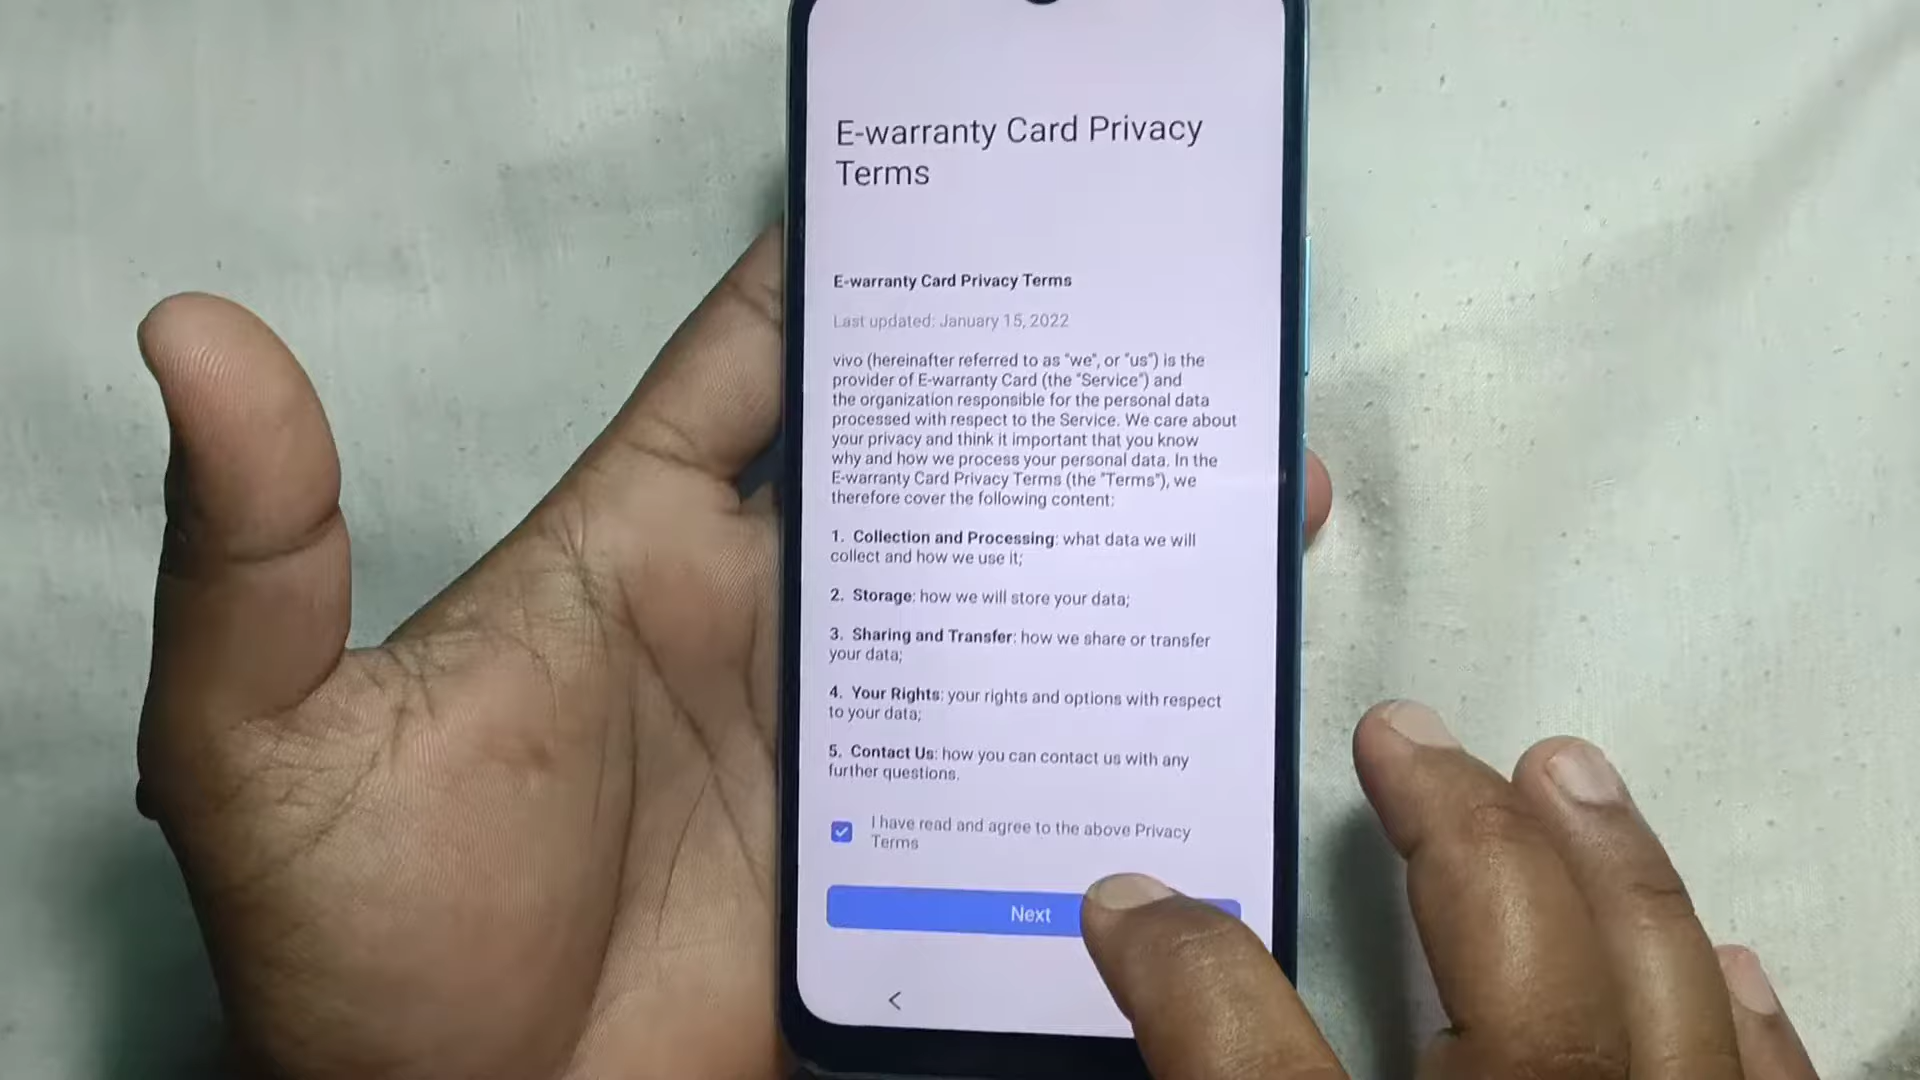 E-warranty Card Privacy
Terms
E-warranty Card Privacy Terms
Last updated: January 15, 2022
vivo (hereinafter referred to as "we", or "us") is the
provider of E-warranty Card (the "Service") and
the organization responsible for the personal data
processed with respect to the Service. We care about
your privacy and think it important that you know
why and how we process your personal data. In the
E-warranty Card Privacy Terms (the "Terms"), we
therefore cover the following content:
1. Collection and Processing: what data we will
collect and how we use it;
2. Storage: how we will store your data;
3. Sharing and Transfer: how we share or transfer
your data;
4. Your Rights: your rights and options with respect
to your data;
5. Contact Us: how you can contact us with any
further questions.
I have read and agree to the above Privacy
Terms
Next